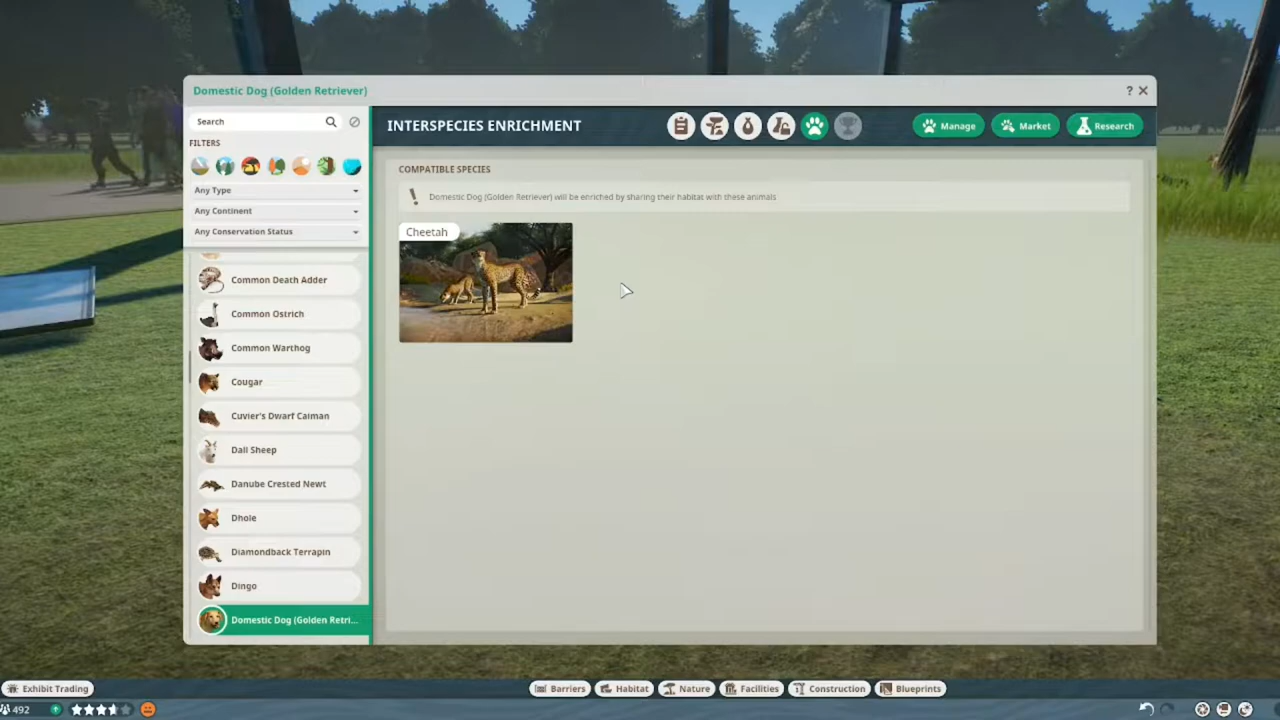 Domestic Dog (Golden Retriever)
?
Search
FILTERS
Any Type
Any Continent
Any Conservation Status
Common Death Adder
Common Ostrich
Common Warthog
Cougar
Cuvier's Dwarf Caiman
Dall Sheep
Danube Crested Newt
Dhole
Diamondback Terrapin
Dingo
Domestic Dog (Golden Retri...
INTERSPECIES ENRICHMENT
Manage
Market
Research
COMPATIBLE SPECIES
! Domestic Dog (Golden Retriever) will be enriched by sharing their habitat with these animals
Cheetah
Exhibit Trading
Barriers
Habitat
Nature
Facilities
Construction
Blueprints
492